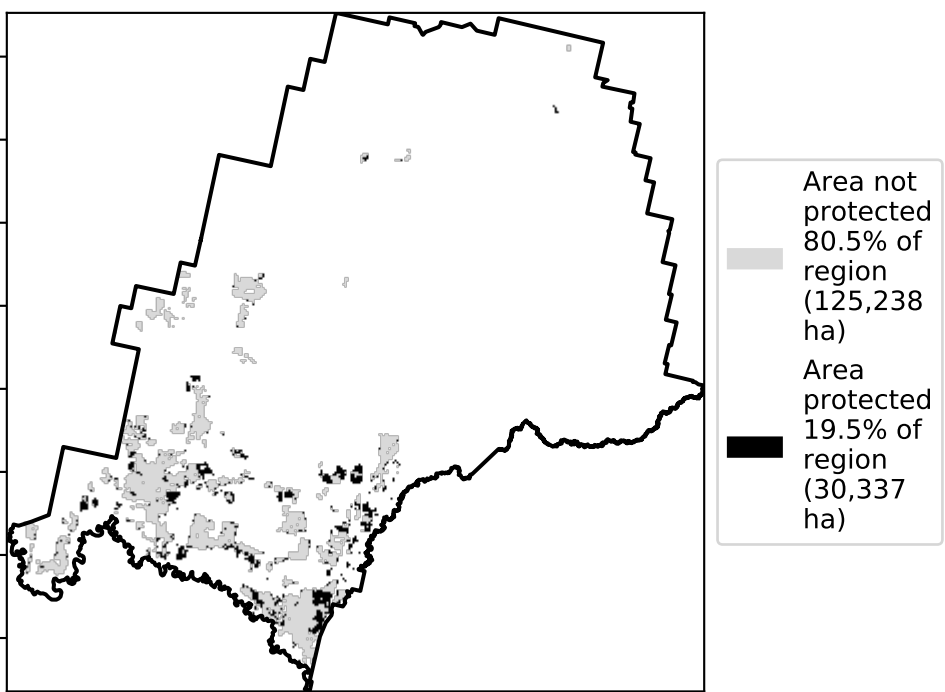 Area not
protected
80.5% of
region
(125,238
ha)
Area
protected
19.5% of
region
(30,337
ha)